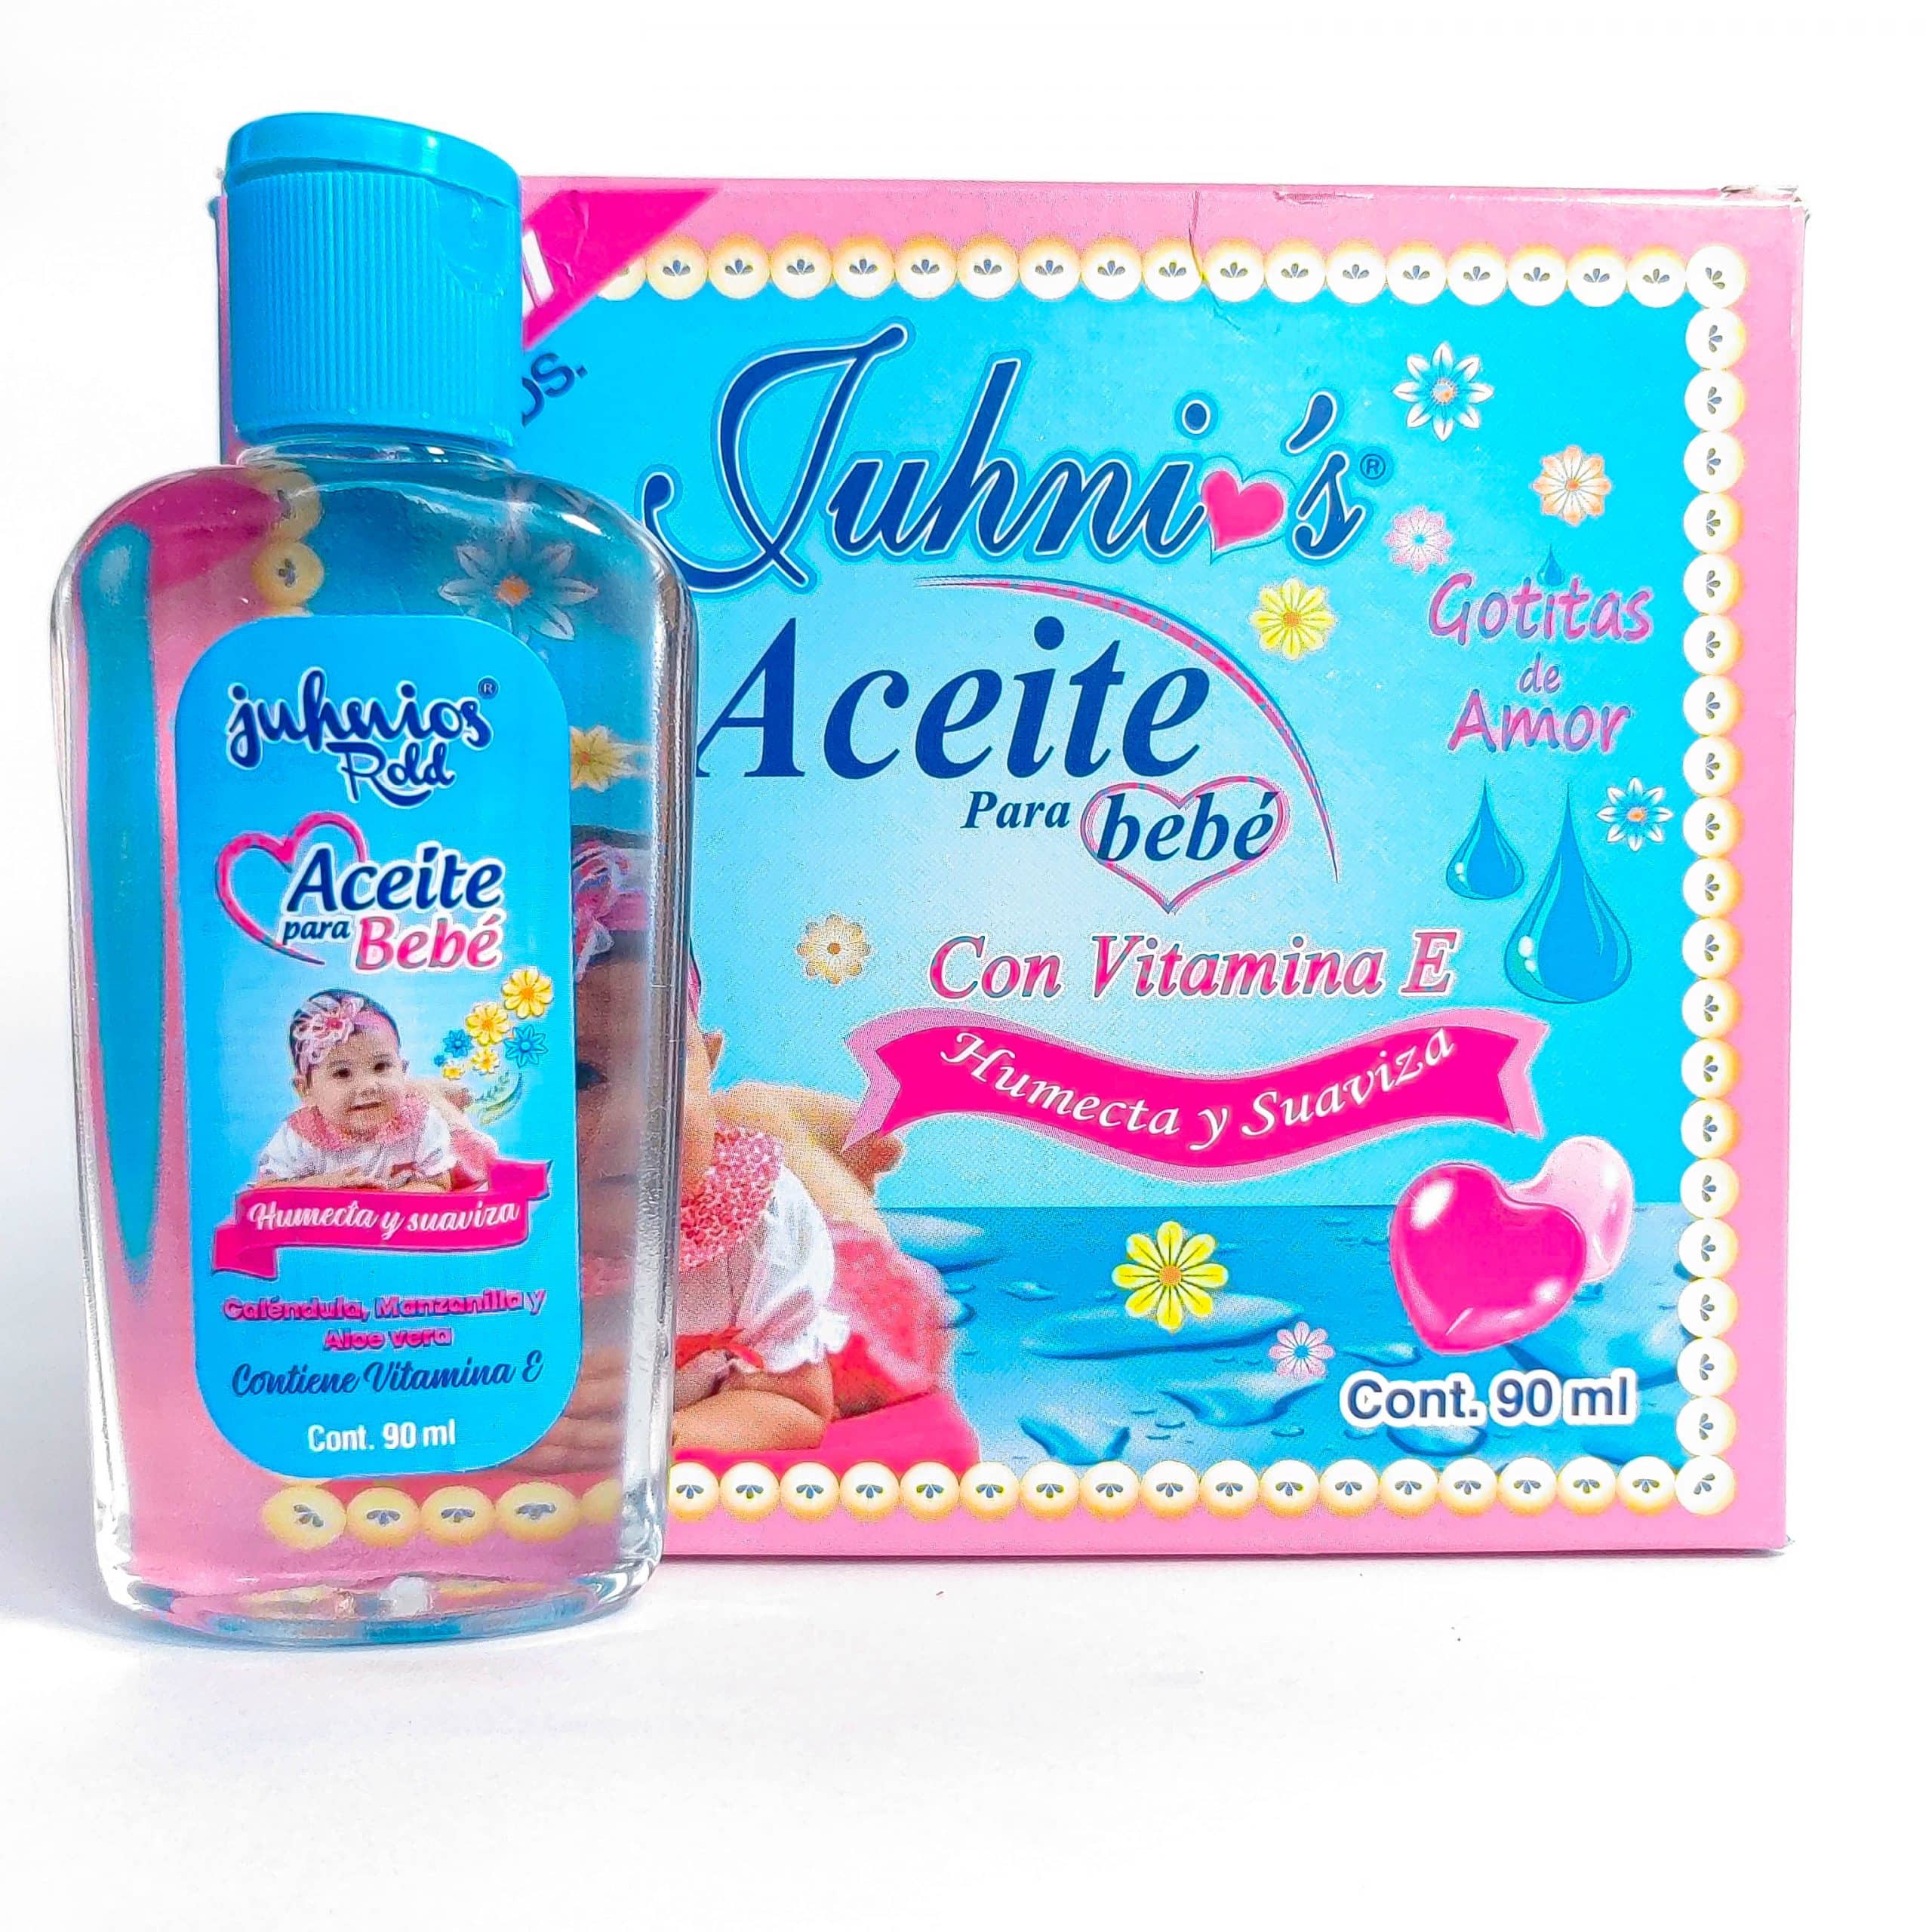 juhnios®
Rold
Aceite
para Bebé
Humecta y suaviza
Caléndula, Manzanilla y
Aloe vera
Contiene Vitamina E
Cont. 90 ml
Juhni's®
Aceite
Para bebé
Con Vitamina E
Humecta y Suaviza
Gotitas
de
Amor
Cont. 90 ml